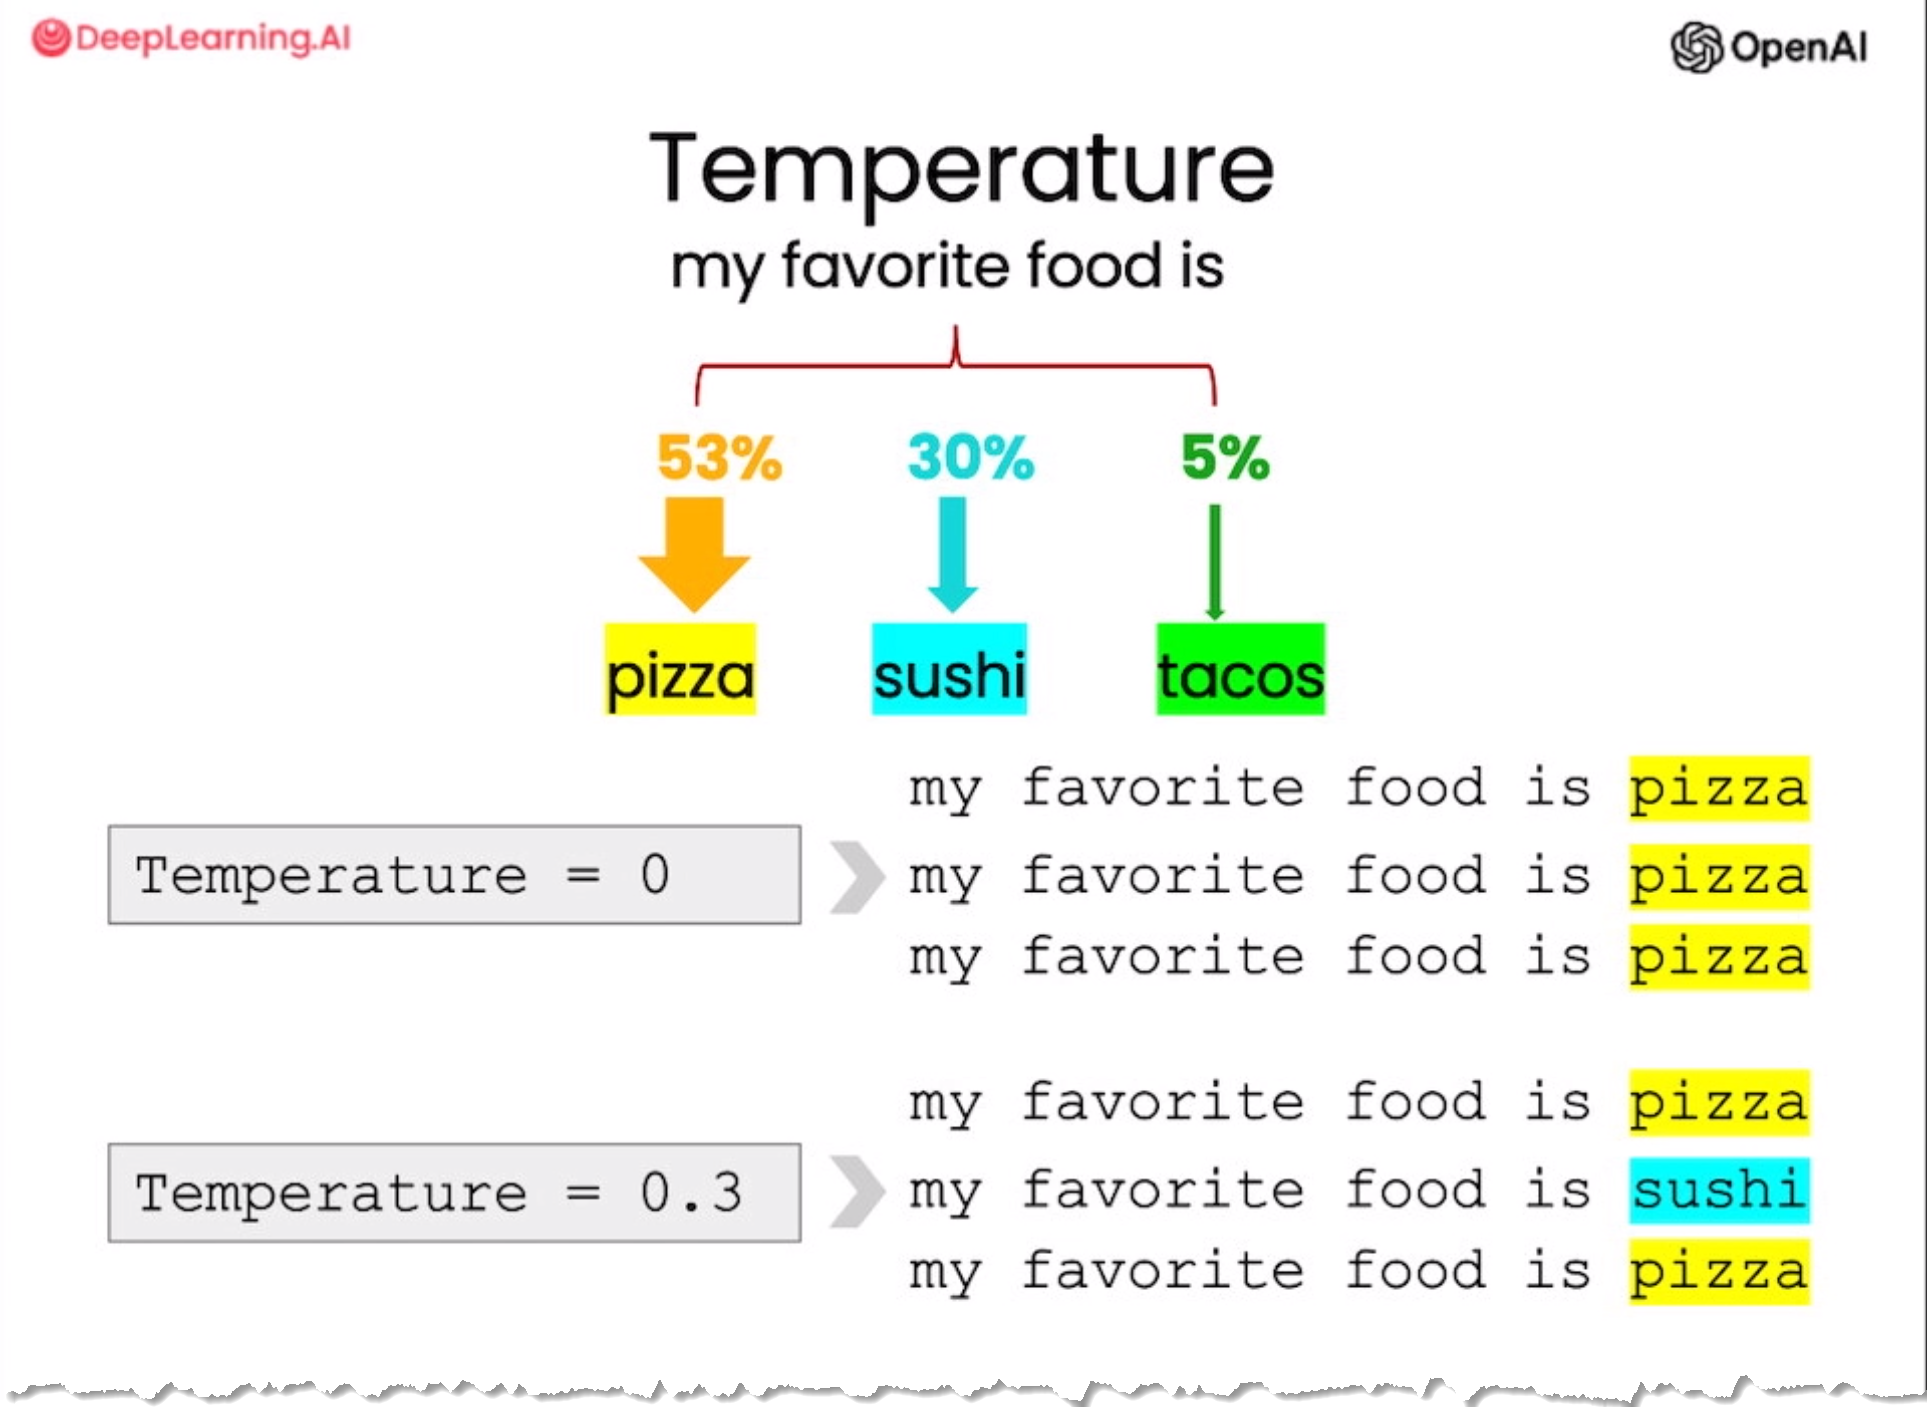 DeepLearning.AI
OpenAI
Temperature
my favorite food is
53% 30% 5%
pizza sushi tacos
my favorite food is pizza
Temperature = 0
my favorite food is pizza
my favorite food is pizza
my favorite food is pizza
Temperature = 0.3
my favorite food is sushi
my favorite food is pizza